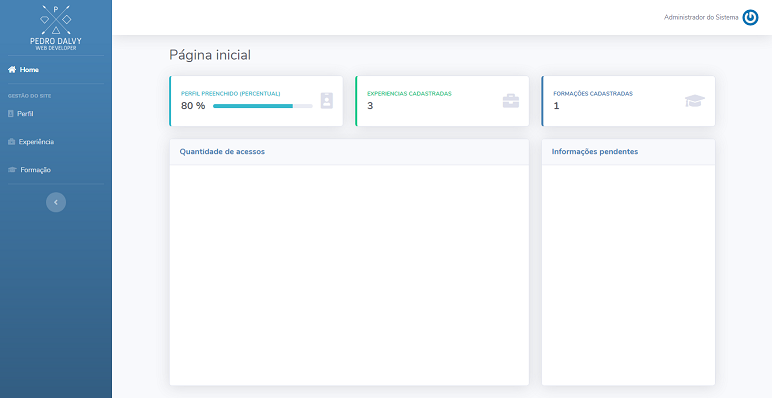 P
PEDRO DALVY
WEB DEVELOPER
Home
GESTÃO DO SITE
Perfil
Experiência
Formação
Administrador do Sistema
Página inicial
PERFIL PREENCHIDO (PERCENTUAL)
80 %
EXPERIENCIAS CADASTRADAS
3
FORMAÇÕES CADASTRADAS
1
Quantidade de acessos
Informações pendentes